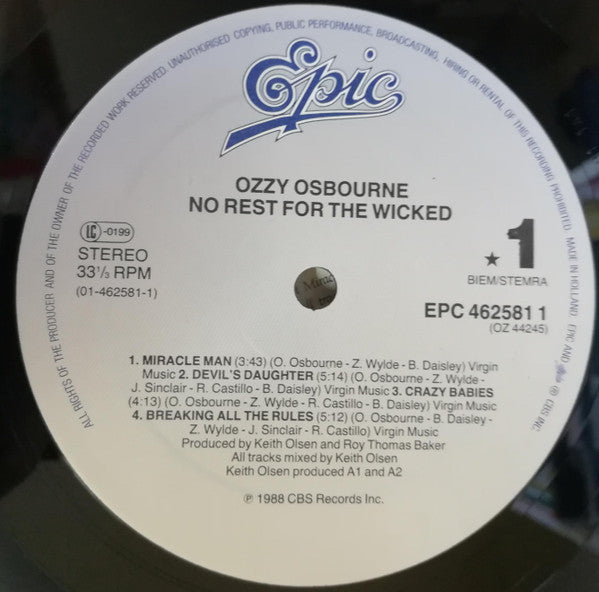 ALL RIGHTS OF THE PRODUCER AND OF THE OWNER OF THE RECORDED WORK RESERVED. UNAUTHORISED COPYING, PUBLIC PERFORMANCE, BROADCASTING, HIRING OR RENTAL OF THIS RECORDING PROHIBITED. MADE IN HOLLAND. EPIC AND ℗ CBS INC.
Epic
OZZY OSBOURNE
NO REST FOR THE WICKED
LC -0199
STEREO
33⅓ RPM
(01-462581-1)
★ 1
BIEM/STEMRA
EPC 462581 1
(OZ 44245)
1. MIRACLE MAN (3:43) (O. Osbourne - Z. Wylde - B. Daisley) Virgin
Music 2. DEVIL'S DAUGHTER (5:14) (O. Osbourne - Z. Wylde -
J. Sinclair - R. Castillo - B. Daisley) Virgin Music 3. CRAZY BABIES
(4:13) (O. Osbourne - Z. Wylde - R. Castillo - B. Daisley) Virgin Music
4. BREAKING ALL THE RULES (5:12) (O. Osbourne - B. Daisley -
Z. Wylde - J. Sinclair - R. Castillo) Virgin Music
Produced by Keith Olsen and Roy Thomas Baker
All tracks mixed by Keith Olsen
Keith Olsen produced A1 and A2
℗ 1988 CBS Records Inc.